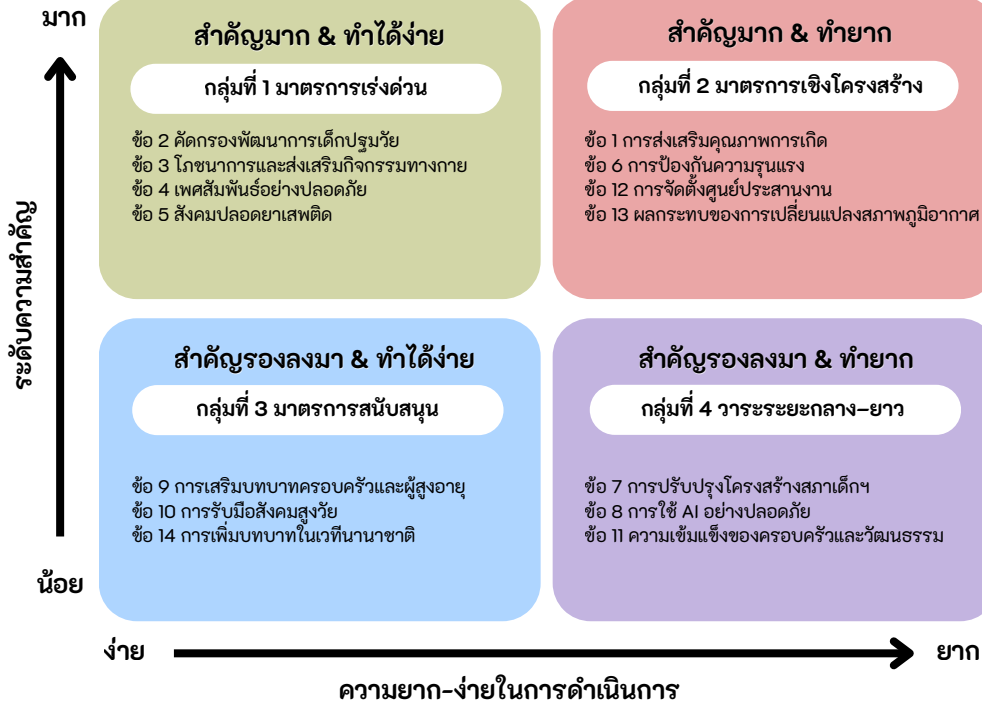 มาก
สำคัญมาก & ทำได้ง่าย
กลุ่มที่ 1 มาตรการเร่งด่วน
ข้อ 2 คัดกรองพัฒนาการเด็กปฐมวัย
ข้อ 3 โภชนาการและส่งเสริมกิจกรรมทางกาย
ข้อ 4 เพศสัมพันธ์อย่างปลอดภัย
ข้อ 5 สังคมปลอดยาเสพติด
สำคัญมาก & ทำยาก
กลุ่มที่ 2 มาตรการเชิงโครงสร้าง
ข้อ 1 การส่งเสริมคุณภาพการเกิด
ข้อ 6 การป้องกันความรุนแรง
ข้อ 12 การจัดตั้งศูนย์ประสานงาน
ข้อ 13 ผลกระทบของการเปลี่ยนแปลงสภาพภูมิอากาศ
ระดับความสำคัญ
สำคัญรองลงมา & ทำได้ง่าย
กลุ่มที่ 3 มาตรการสนับสนุน
ข้อ 9 การเสริมบทบาทครอบครัวและผู้สูงอายุ
ข้อ 10 การรับมือสังคมสูงวัย
ข้อ 14 การเพิ่มบทบาทในเวทีนานาชาติ
สำคัญรองลงมา & ทำยาก
กลุ่มที่ 4 วาระระยะกลาง–ยาว
ข้อ 7 การปรับปรุงโครงสร้างสภาเด็กฯ
ข้อ 8 การใช้ AI อย่างปลอดภัย
ข้อ 11 ความเข้มแข็งของครอบครัวและวัฒนธรรม
น้อย
ง่าย
ยาก
ความยาก-ง่ายในการดำเนินการ